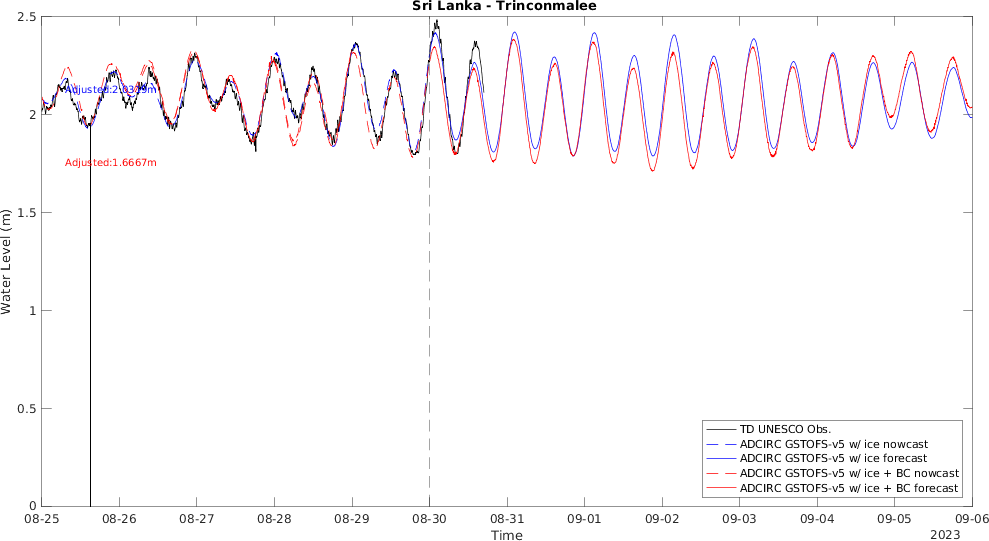 Sri Lanka - Trinconmalee
2.5
2
1.5
1
0.5
0
Water Level (m)
Adjusted:1.6667m
TD UNESCO Obs.
ADCIRC GSTOFS-v5 w/ ice nowcast
ADCIRC GSTOFS-v5 w/ ice forecast
ADCIRC GSTOFS-v5 w/ ice + BC nowcast
ADCIRC GSTOFS-v5 w/ ice + BC forecast
08-25 08-26 08-27 08-28 08-29 08-30 08-31 09-01 09-02 09-03 09-04 09-05 09-06
Time
2023